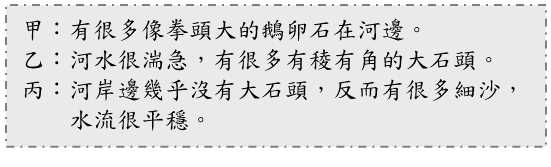 甲：有很多像拳頭大的鵝卵石在河邊。
乙：河水很湍急，有很多有稜有角的大石頭。
丙：河岸邊幾乎沒有大石頭，反而有很多細沙，
水流很平穩。